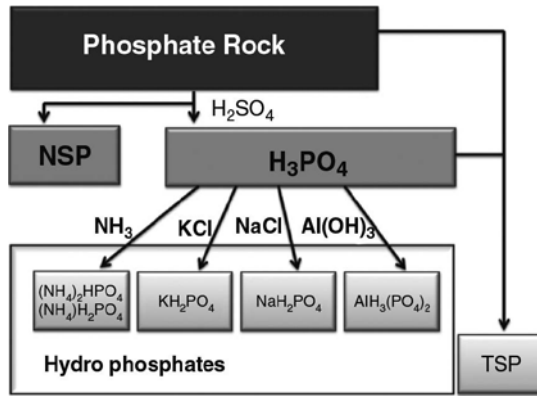 Phosphate Rock
H₂SO₄
NSP
H₃PO₄
NH₃ KCl NaCl Al(OH)₃
(NH₄)₂HPO₄
(NH₄)H₂PO₄
KH₂PO₄
NaH₂PO₄
AlH₃(PO₄)₂
Hydro phosphates
TSP